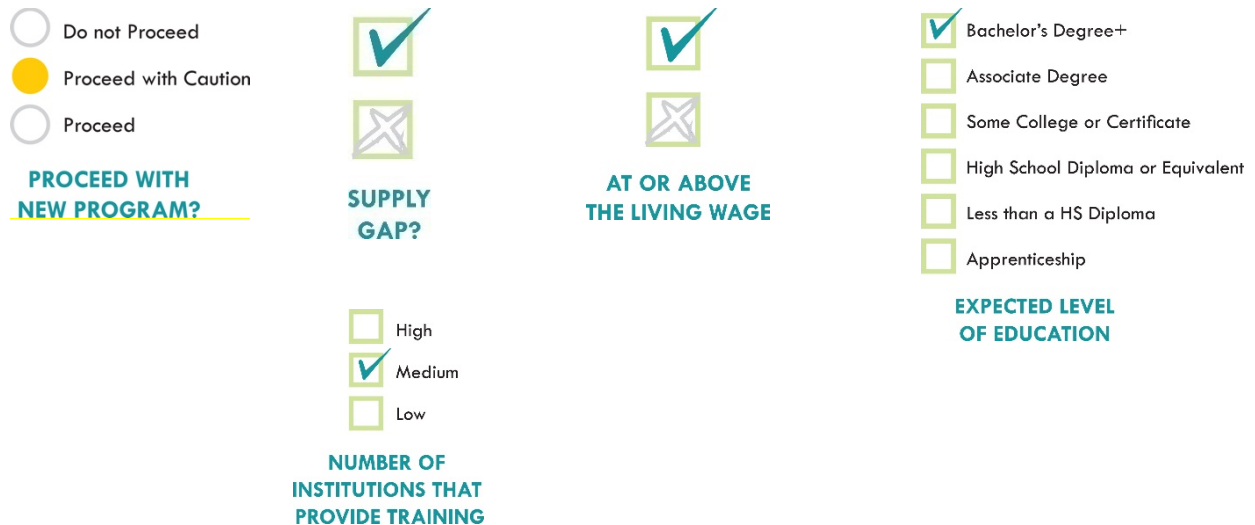 Do not Proceed
Proceed with Caution
Proceed
PROCEED WITH
NEW PROGRAM?
SUPPLY
GAP?
AT OR ABOVE
THE LIVING WAGE
Bachelor's Degree+
Associate Degree
Some College or Certificate
High School Diploma or Equivalent
Less than a HS Diploma
Apprenticeship
EXPECTED LEVEL
OF EDUCATION
High
Medium
Low
NUMBER OF
INSTITUTIONS THAT
PROVIDE TRAINING